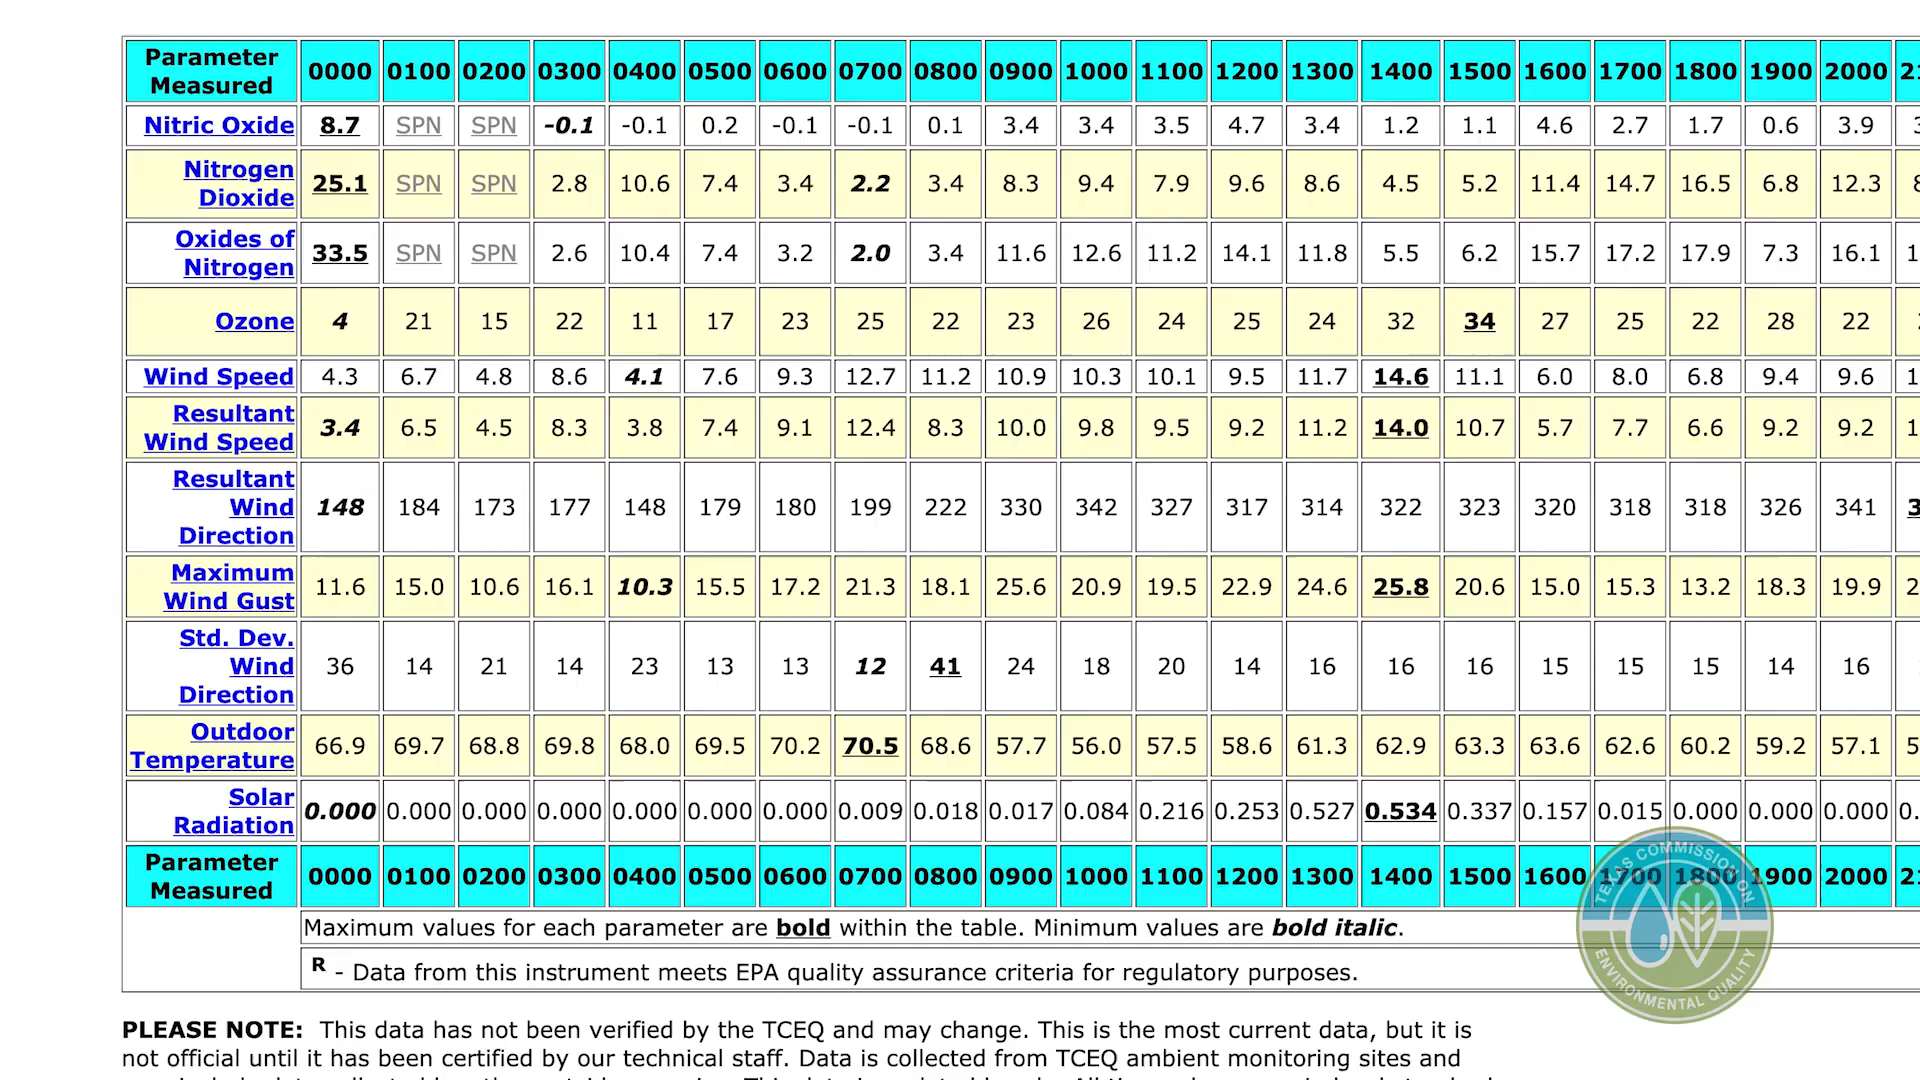 Parameter Measured 0000 0100 0200 0300 0400 0500 0600 0700 0800 0900 1000 1100 1200 1300 1400 1500 1600 1700 1800 1900 2000
Nitric Oxide 8.7 SPN SPN -0.1 -0.1 0.2 -0.1 -0.1 0.1 3.4 3.4 3.5 4.7 3.4 1.2 1.1 4.6 2.7 1.7 0.6 3.9
Nitrogen Dioxide 25.1 SPN SPN 2.8 10.6 7.4 3.4 2.2 3.4 8.3 9.4 7.9 9.6 8.6 4.5 5.2 11.4 14.7 16.5 6.8 12.3
Oxides of Nitrogen 33.5 SPN SPN 2.6 10.4 7.4 3.2 2.0 3.4 11.6 12.6 11.2 14.1 11.8 5.5 6.2 15.7 17.2 17.9 7.3 16.1
Ozone 4 21 15 22 11 17 23 25 22 23 26 24 25 24 32 34 27 25 22 28 22
Wind Speed 4.3 6.7 4.8 8.6 4.1 7.6 9.3 12.7 11.2 10.9 10.3 10.1 9.5 11.7 14.6 11.1 6.0 8.0 6.8 9.4 9.6
Resultant Wind Speed 3.4 6.5 4.5 8.3 3.8 7.4 9.1 12.4 8.3 10.0 9.8 9.5 9.2 11.2 14.0 10.7 5.7 7.7 6.6 9.2 9.2
Resultant Wind Direction 148 184 173 177 148 179 180 199 222 330 342 327 317 314 322 323 320 318 318 326 341
Maximum Wind Gust 11.6 15.0 10.6 16.1 10.3 15.5 17.2 21.3 18.1 25.6 20.9 19.5 22.9 24.6 25.8 20.6 15.0 15.3 13.2 18.3 19.9
Std. Dev. Wind Direction 36 14 21 14 23 13 13 12 41 24 18 20 14 16 16 16 15 15 15 14 16
Outdoor Temperature 66.9 69.7 68.8 69.8 68.0 69.5 70.2 70.5 68.6 57.7 56.0 57.5 58.6 61.3 62.9 63.3 63.6 62.6 60.2 59.2 57.1
Solar Radiation 0.000 0.000 0.000 0.000 0.000 0.000 0.000 0.009 0.018 0.017 0.084 0.216 0.253 0.527 0.534 0.337 0.157 0.015 0.000 0.000 0.000
Parameter Measured 0000 0100 0200 0300 0400 0500 0600 0700 0800 0900 1000 1100 1200 1300 1400 1500 1600 1700 1800 1900 2000
Maximum values for each parameter are bold within the table. Minimum values are bold italic.
R - Data from this instrument meets EPA quality assurance criteria for regulatory purposes.
TEXAS COMMISSION ON
ENVIRONMENTAL QUALITY
PLEASE NOTE: This data has not been verified by the TCEQ and may change. This is the most current data, but it is
not official until it has been certified by our technical staff. Data is collected from TCEQ ambient monitoring sites and